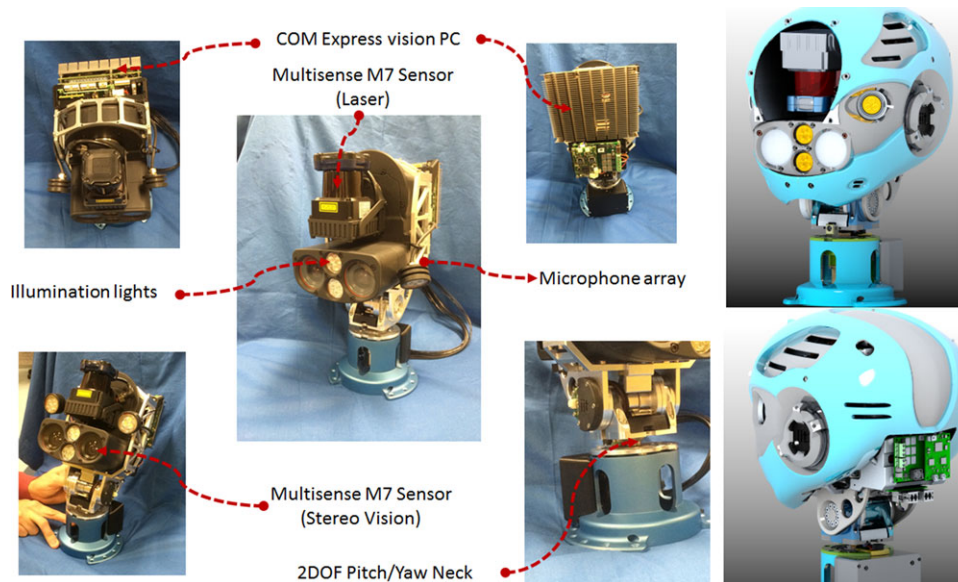 COM Express vision PC
Multisense M7 Sensor
(Laser)
Illumination lights
Microphone array
Multisense M7 Sensor
(Stereo Vision)
2DOF Pitch/Yaw Neck